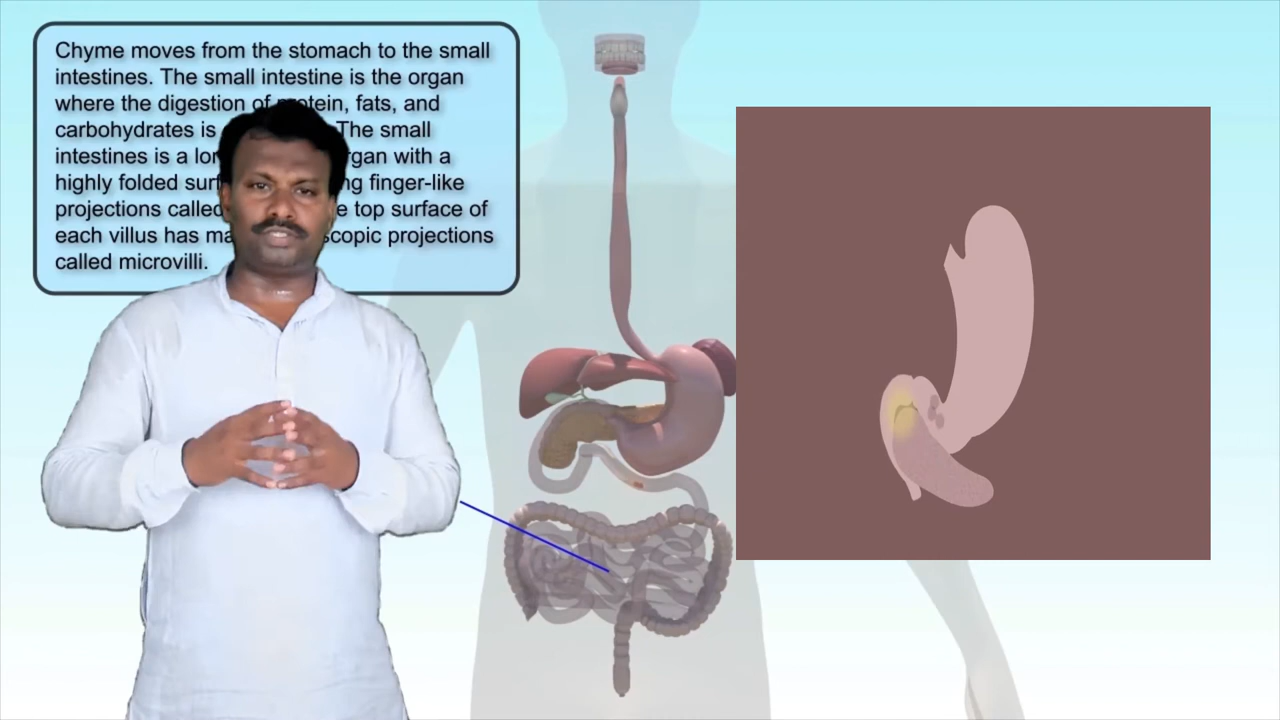 Chyme moves from the stomach to the small
intestines. The small intestine is the organ
where the digestion of protein, fats, and
carbohydrates is The small
intestines is a organ with a
highly folded finger-like
projections called top surface of
each villus has projections
called microvilli.